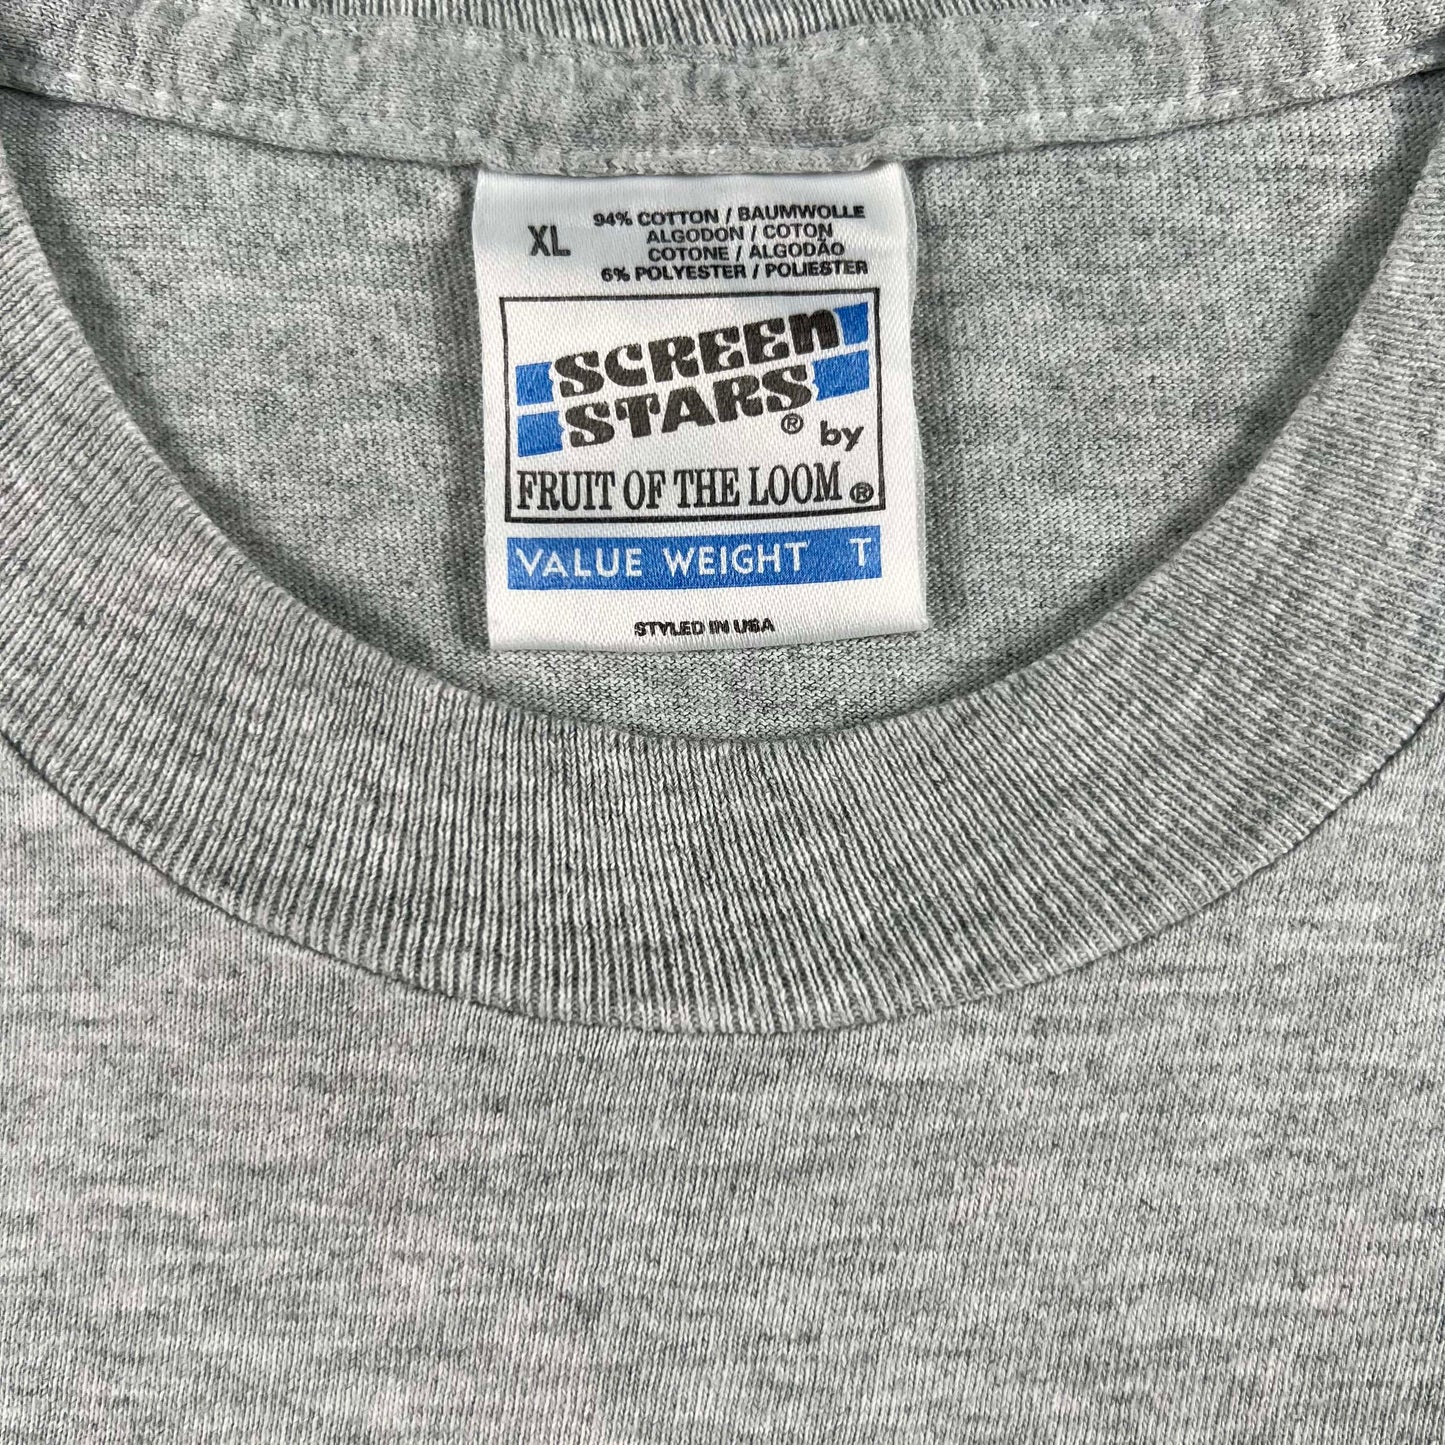 XL
94% COTTON / BAUMWOLLE
ALGODON / COTON
COTONE / ALGODÃO
6% POLYESTER / POLIESTER
SCREEN
STARS® by
FRUIT OF THE LOOM®
VALUE WEIGHT T
STYLED IN USA